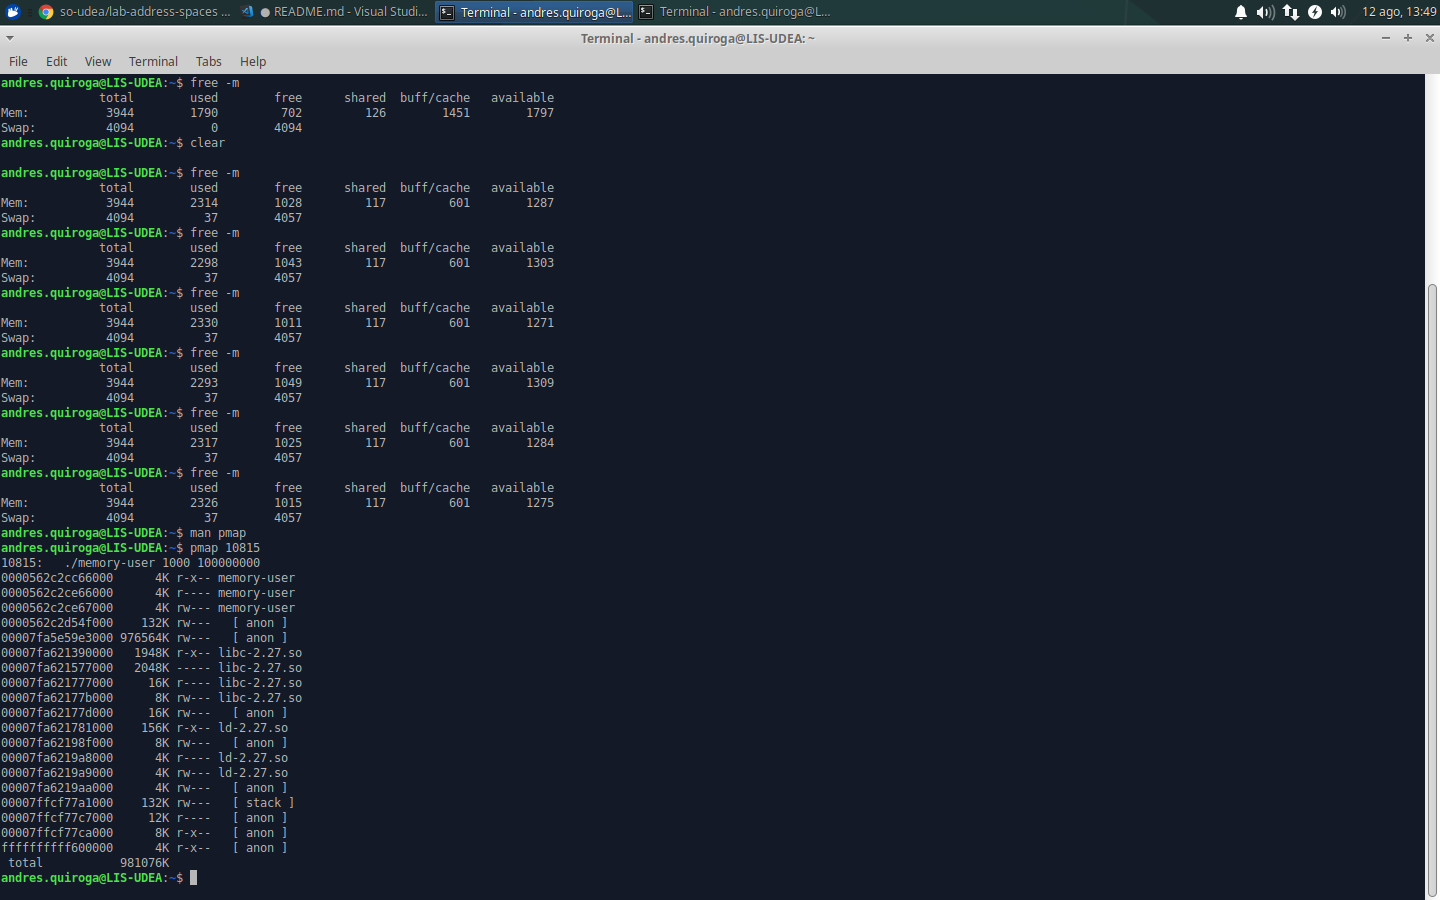 so-udea/lab-address-spaces ...
● README.md - Visual Studi...
Terminal - andres.quiroga@L...
Terminal - andres.quiroga@L...
12 ago, 13:49
Terminal - andres.quiroga@LIS-UDEA: ~
File Edit View Terminal Tabs Help
andres.quiroga@LIS-UDEA:~$ free -m
              total        used        free      shared  buff/cache   available
Mem:           3944        1790         702         126        1451        1797
Swap:          4094           0        4094
andres.quiroga@LIS-UDEA:~$ clear
andres.quiroga@LIS-UDEA:~$ free -m
              total        used        free      shared  buff/cache   available
Mem:           3944        2314        1028         117         601        1287
Swap:          4094          37        4057
andres.quiroga@LIS-UDEA:~$ free -m
              total        used        free      shared  buff/cache   available
Mem:           3944        2298        1043         117         601        1303
Swap:          4094          37        4057
andres.quiroga@LIS-UDEA:~$ free -m
              total        used        free      shared  buff/cache   available
Mem:           3944        2330        1011         117         601        1271
Swap:          4094          37        4057
andres.quiroga@LIS-UDEA:~$ free -m
              total        used        free      shared  buff/cache   available
Mem:           3944        2293        1049         117         601        1309
Swap:          4094          37        4057
andres.quiroga@LIS-UDEA:~$ free -m
              total        used        free      shared  buff/cache   available
Mem:           3944        2317        1025         117         601        1284
Swap:          4094          37        4057
andres.quiroga@LIS-UDEA:~$ free -m
              total        used        free      shared  buff/cache   available
Mem:           3944        2326        1015         117         601        1275
Swap:          4094          37        4057
andres.quiroga@LIS-UDEA:~$ man pmap
andres.quiroga@LIS-UDEA:~$ pmap 10815
10815:   ./memory-user 1000 100000000
0000562c2cc66000      4K r-x-- memory-user
0000562c2ce66000      4K r---- memory-user
0000562c2ce67000      4K rw--- memory-user
0000562c2d54f000    132K rw---   [ anon ]
00007fa5e59e3000 976564K rw---   [ anon ]
00007fa621390000   1948K r-x-- libc-2.27.so
00007fa621577000   2048K ----- libc-2.27.so
00007fa621777000     16K r---- libc-2.27.so
00007fa62177b000      8K rw--- libc-2.27.so
00007fa62177d000     16K rw---   [ anon ]
00007fa621781000    156K r-x-- ld-2.27.so
00007fa62198f000      8K rw---   [ anon ]
00007fa6219a8000      4K r---- ld-2.27.so
00007fa6219a9000      4K rw--- ld-2.27.so
00007fa6219aa000      4K rw---   [ anon ]
00007ffcf77a1000    132K rw---   [ stack ]
00007ffcf77c7000     12K r----   [ anon ]
00007ffcf77ca000      8K r-x--   [ anon ]
ffffffffff600000      4K r-x--   [ anon ]
 total           981076K
andres.quiroga@LIS-UDEA:~$